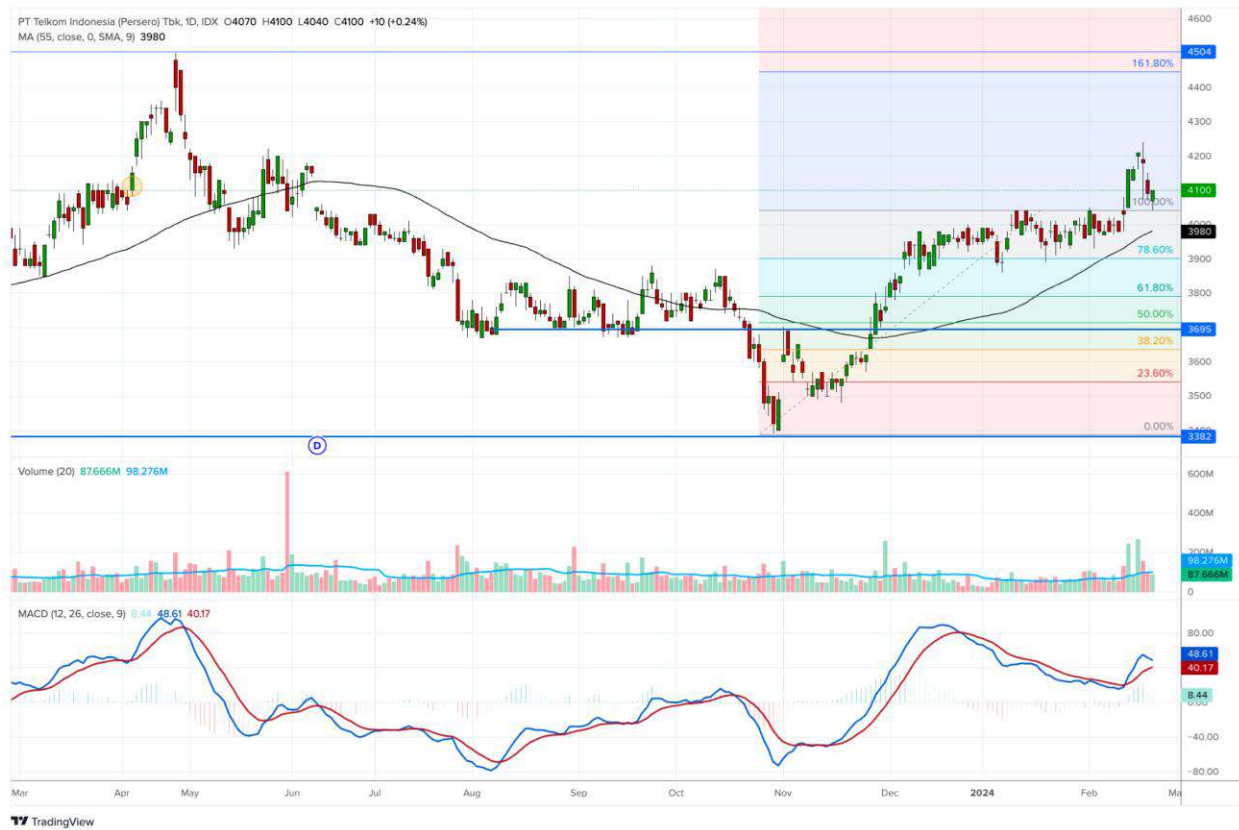 PT Telkom Indonesia (Persero) Tbk, 1D, IDX O4070 H4100 L4040 C4100 +10 (+0.24%)
MA (55, close, 0, SMA, 9) 3980
4600
4504
161.80%
4400
4300
4200
4100
100.00%
4000
3980
78.60%
3900
61.80%
3800
50.00%
3695
38.20%
3600
23.60%
3500
0.00%
3382
D
Volume (20) 87.666M 98.276M
600M
400M
200M
98.276M
87.666M
0
MACD (12, 26, close, 9) 8.44 48.61 40.17
80.00
48.61
40.17
8.44
0.00
−40.00
−80.00
Mar Apr May Jun Jul Aug Sep Oct Nov Dec 2024 Feb Ma
TradingView